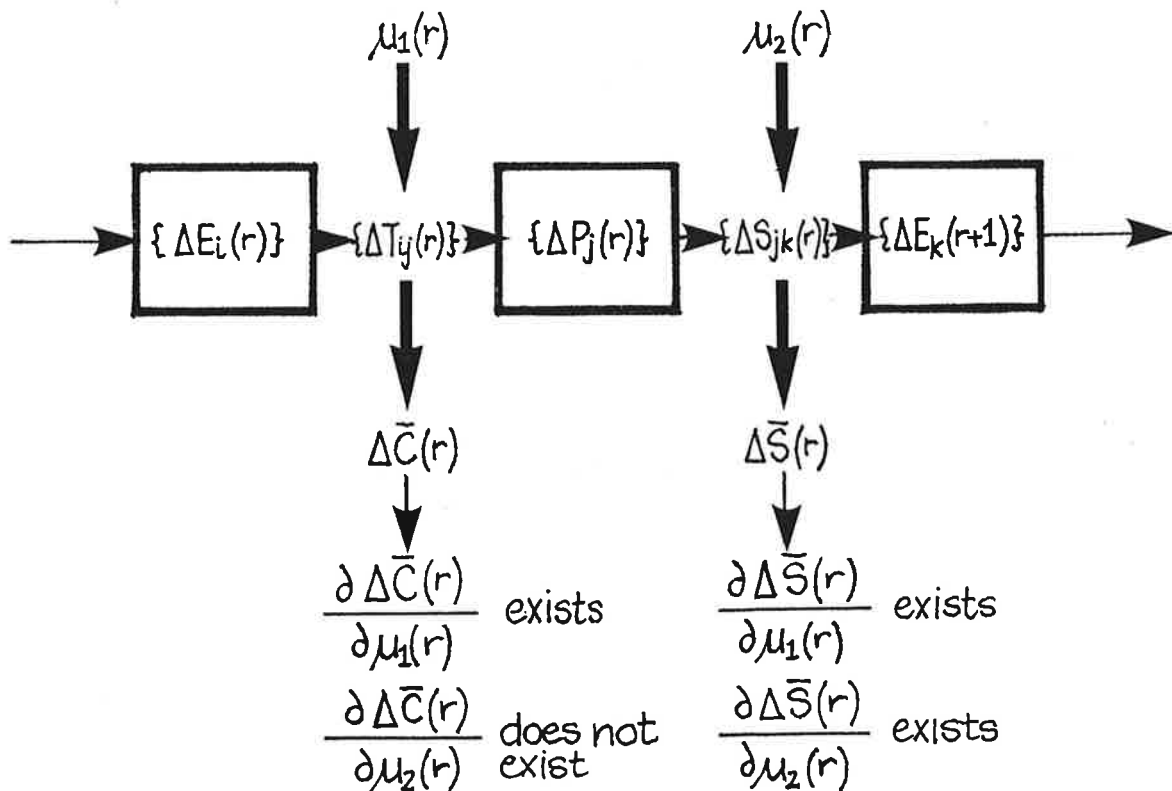 μ₁(r) μ₂(r)
{ΔEᵢ(r)} {ΔTᵢⱼ(r)} {ΔPⱼ(r)} {ΔSⱼₖ(r)} {ΔEₖ(r+1)}
ΔC̄(r) ΔS̄(r)
∂ΔC̄(r)/∂μ₁(r) exists ∂ΔS̄(r)/∂μ₁(r) exists
∂ΔC̄(r)/∂μ₂(r) does not exist ∂ΔS̄(r)/∂μ₂(r) exists